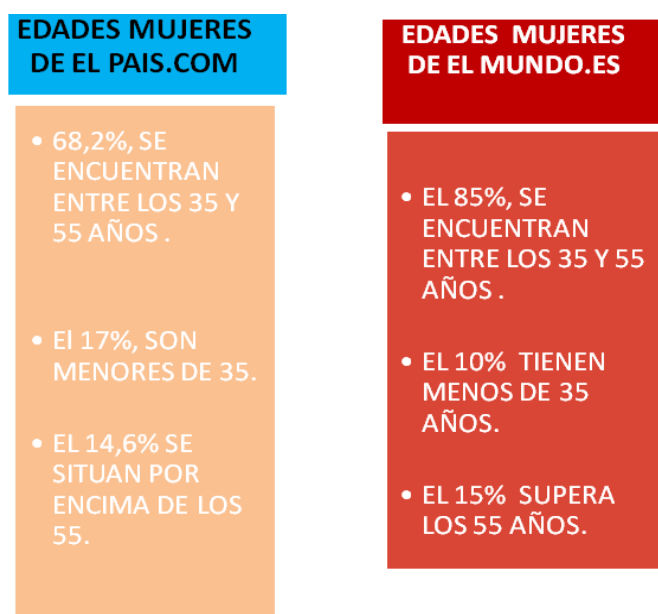 EDADES MUJERES
DE EL PAIS.COM
• 68,2%, SE
ENCUENTRAN
ENTRE LOS 35 Y
55 AÑOS .
• El 17%, SON
MENORES DE 35.
• EL 14,6% SE
SITUAN POR
ENCIMA DE LOS
55.
EDADES  MUJERES
DE EL MUNDO.ES
• EL 85%, SE
ENCUENTRAN
ENTRE LOS 35 Y 55
AÑOS .
• EL 10%  TIENEN
MENOS DE 35
AÑOS.
• EL 15%  SUPERA
LOS 55 AÑOS.